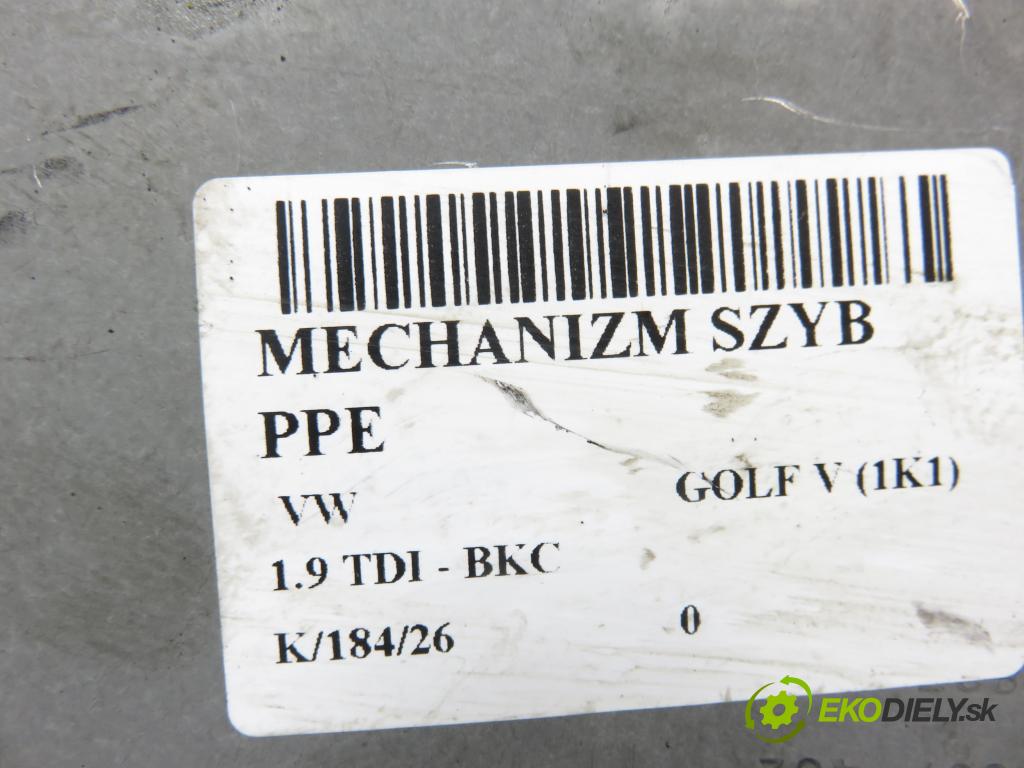 MECHANIZM SZYB
PPE
VW GOLF V (1K1)
1.9 TDI - BKC
K/184/26 0
EKODIELY.sk